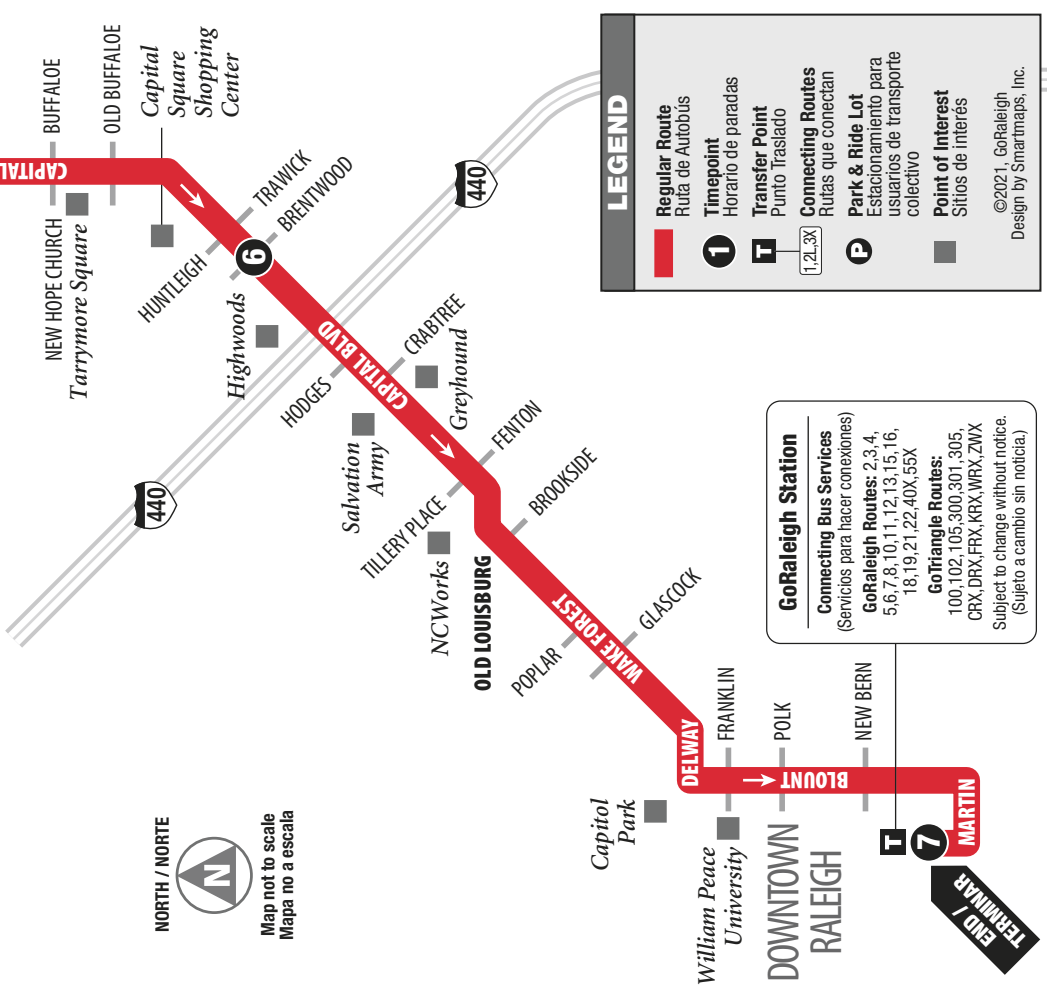 CAPITAL
BUFFALOE
NEW HOPE CHURCH
OLD BUFFALOE
Tarrymore Square
Capital
Square
Shopping
Center
HUNTLEIGH
TRAWICK
BRENTWOOD
6
Highwoods
440
440
CAPITAL BLVD
HODGES
CRABTREE
CAPITAL
Greyhound
Salvation
Army
FENTON
TILLERY PLACE
NCWorks
BROOKSIDE
OLD LOUISBURG
WAKE FOREST
POPLAR
GLASCOCK
DELWAY
FRANKLIN
Capitol
Park
William Peace
University
POLK
BLOUNT
NEW BERN
DOWNTOWN
RALEIGH
MARTIN
T
7
END /
TERMINAR
NORTH / NORTE
N
Map not to scale
Mapa no a escala
GoRaleigh Station
Connecting Bus Services
(Servicios para hacer conexiones)
GoRaleigh Routes: 2,3,4,
5,6,7,8,10,11,12,13,15,16,
18,19,21,22,40X,55X
GoTriangle Routes:
100,102,105,300,301,305,
CRX,DRX,FRX,KRX,WRX,ZWX
Subject to change without notice.
(Sujeto a cambio sin noticia.)
LEGEND
Regular Route
Ruta de Autobús
1
Timepoint
Horario de paradas
T
Transfer Point
Punto Traslado
1,2L,3X
Connecting Routes
Rutas que conectan
P
Park & Ride Lot
Estacionamiento para
usuarios de transporte
colectivo
Point of Interest
Sitios de interés
©2021, GoRaleigh
Design by Smartmaps, Inc.